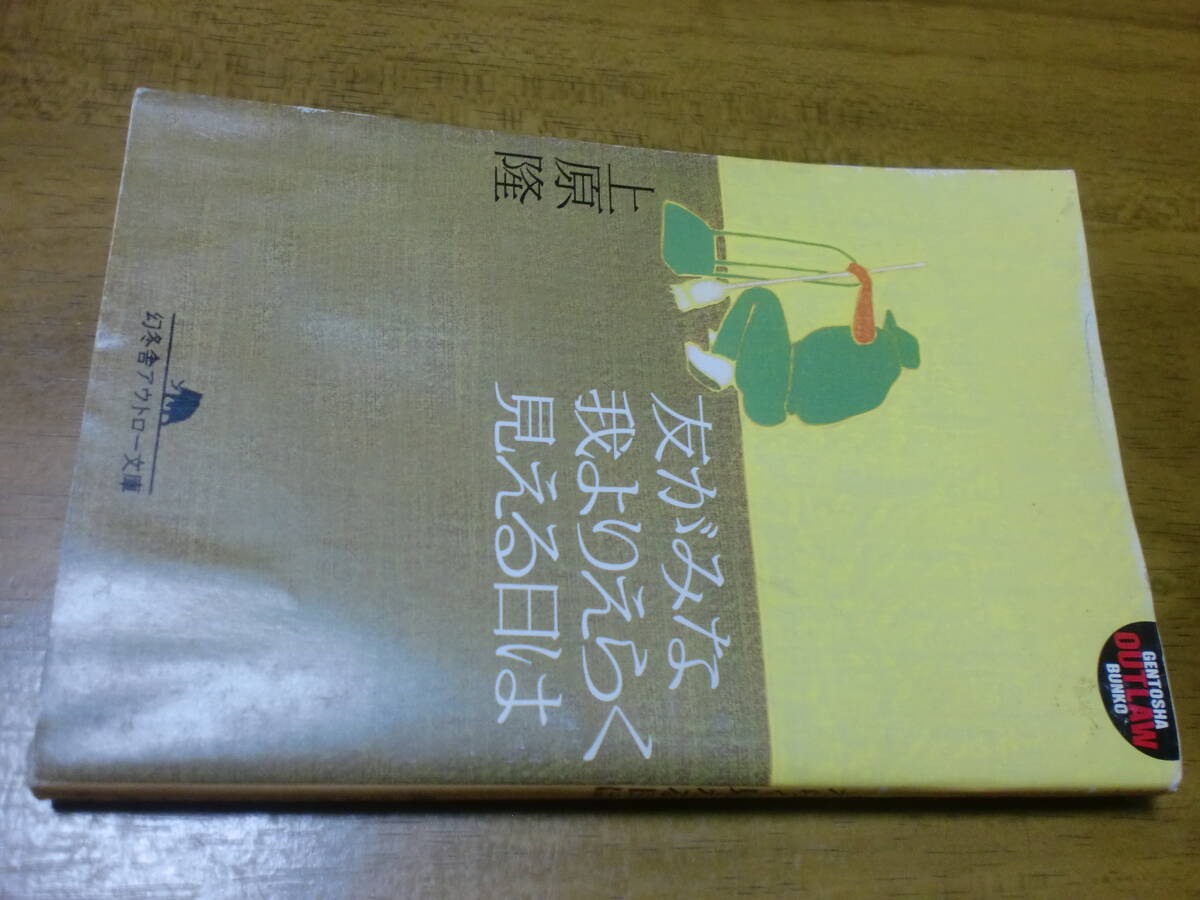 友がみな
我よりえらく
見える日は
上原
隆
幻冬舎アウトロー文庫
GENTOSHA
OUTLAW
BUNKO